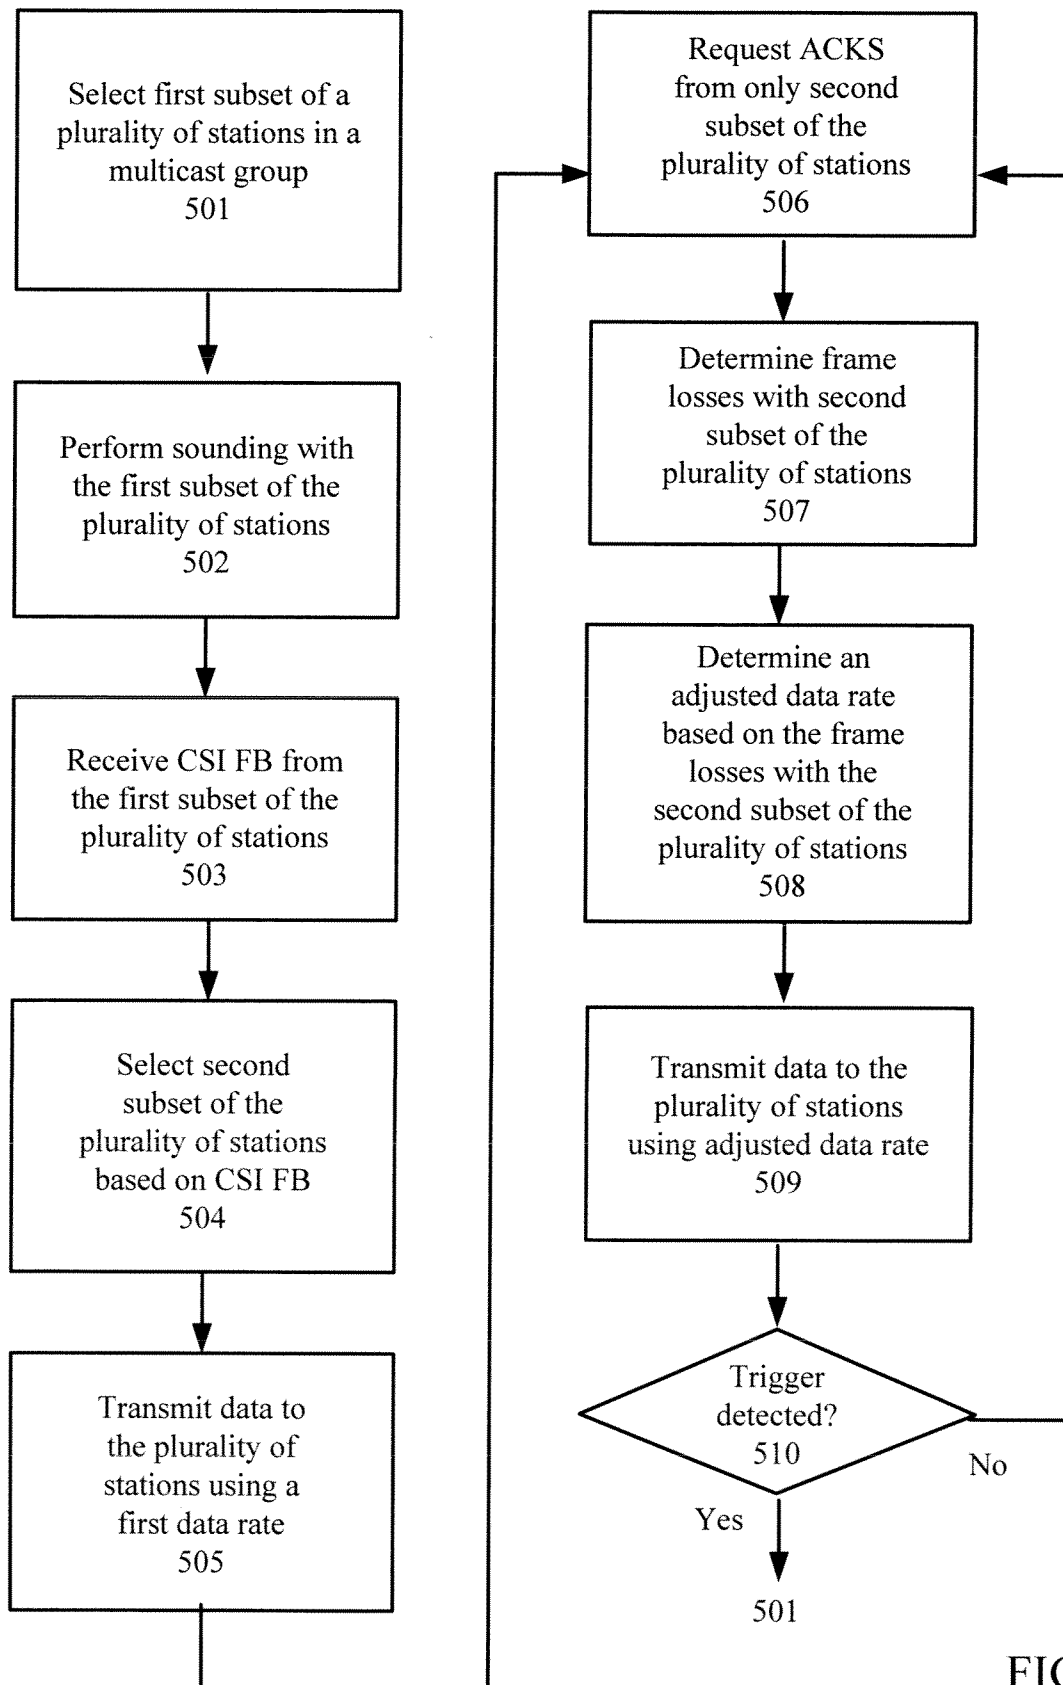 Select first subset of a
plurality of stations in a
multicast group
501
Perform sounding with
the first subset of the
plurality of stations
502
Receive CSI FB from
the first subset of the
plurality of stations
503
Select second
subset of the
plurality of stations
based on CSI FB
504
Transmit data to
the plurality of
stations using a
first data rate
505
Request ACKS
from only second
subset of the
plurality of stations
506
Determine frame
losses with second
subset of the
plurality of stations
507
Determine an
adjusted data rate
based on the frame
losses with the
second subset of the
plurality of stations
508
Transmit data to the
plurality of stations
using adjusted data rate
509
Trigger
detected?
510
No
Yes
501